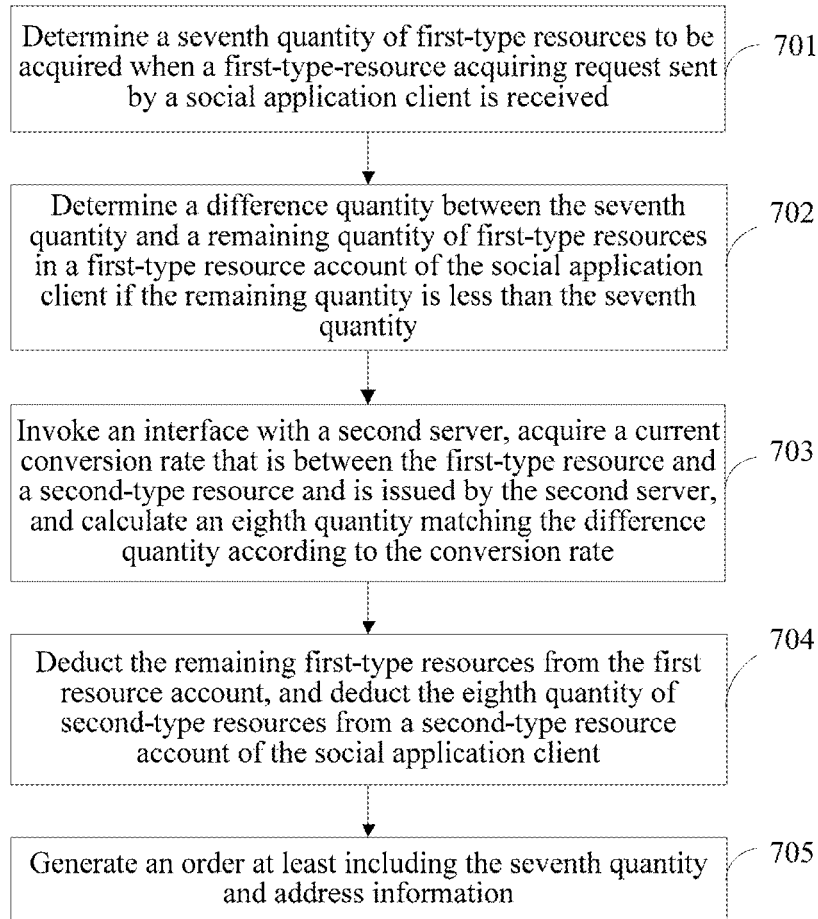 Determine a seventh quantity of first-type resources to be
acquired when a first-type-resource acquiring request sent
by a social application client is received
701
Determine a difference quantity between the seventh
quantity and a remaining quantity of first-type resources
in a first-type resource account of the social application
client if the remaining quantity is less than the seventh
quantity
702
Invoke an interface with a second server, acquire a current
conversion rate that is between the first-type resource and
a second-type resource and is issued by the second server,
and calculate an eighth quantity matching the difference
quantity according to the conversion rate
703
Deduct the remaining first-type resources from the first
resource account, and deduct the eighth quantity of
second-type resources from a second-type resource
account of the social application client
704
Generate an order at least including the seventh quantity
and address information
705